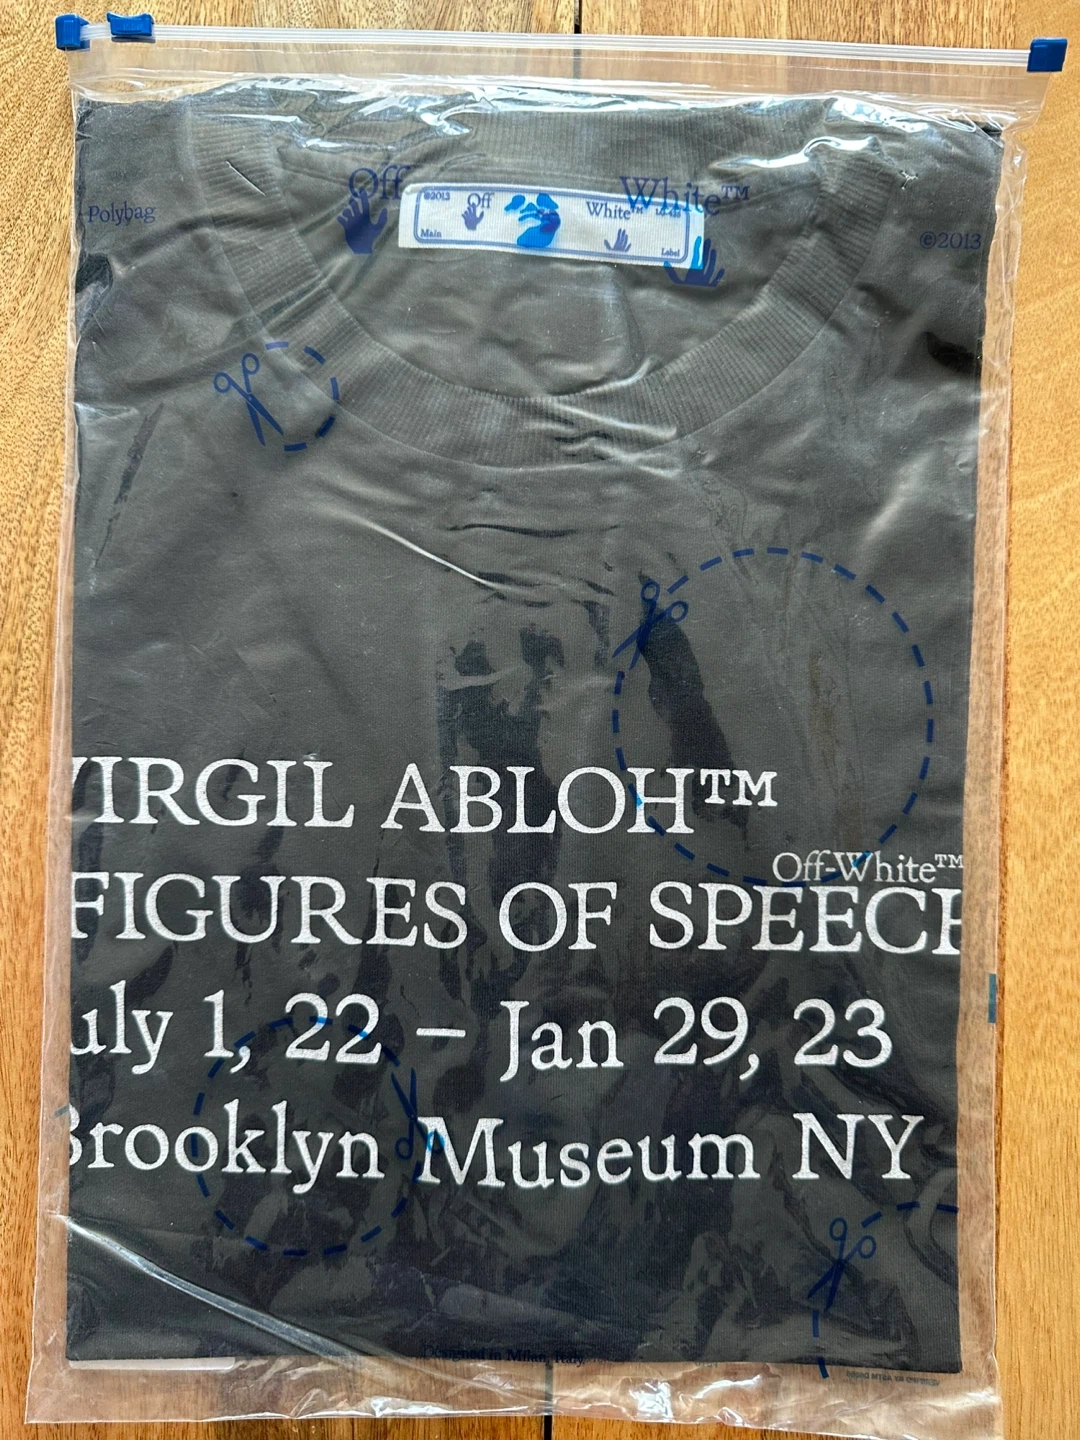 Off White™
©2013 Off White™
Main Label
Polybag
©2013
VIRGIL ABLOH™
Off-White™
FIGURES OF SPEECH
uly 1, 22 – Jan 29, 23
Brooklyn Museum NY
Designed in Milan, Italy